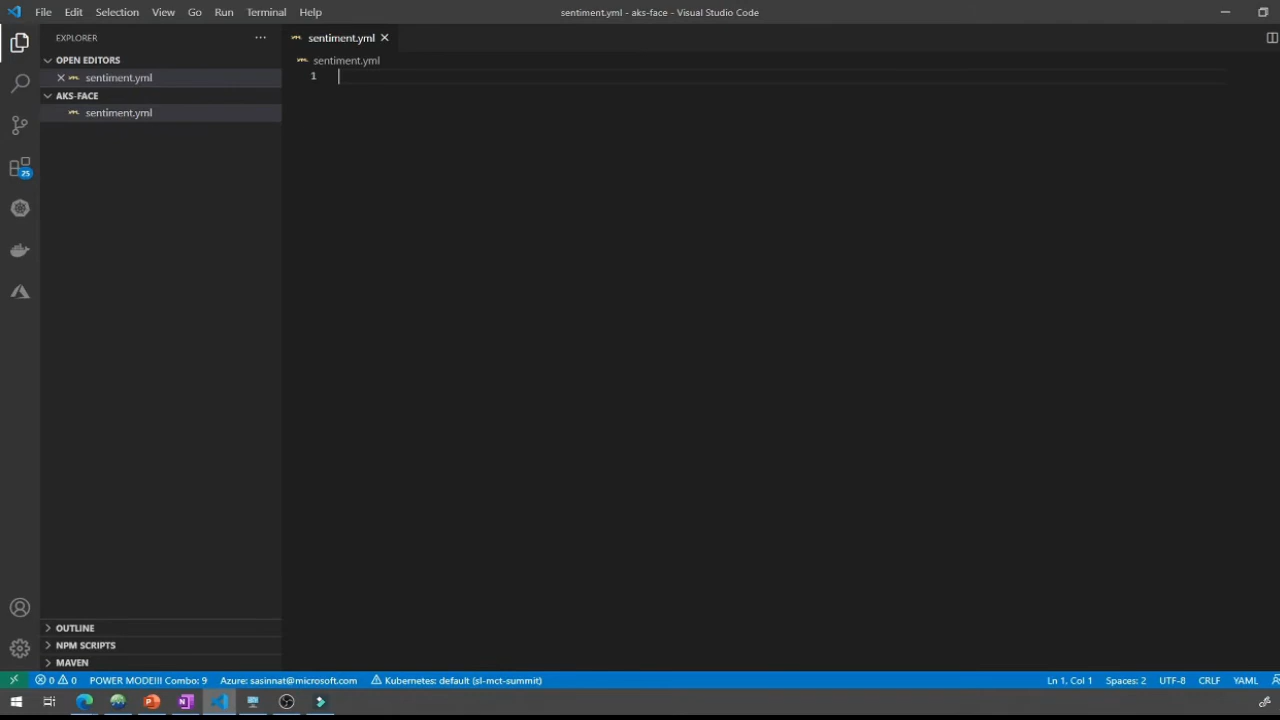 File Edit Selection View Go Run Terminal Help sentiment.yml - aks-face - Visual Studio Code
EXPLORER ···
sentiment.yml
OPEN EDITORS
sentiment.yml
sentiment.yml
1
AKS-FACE
sentiment.yml
25
OUTLINE
NPM SCRIPTS
MAVEN
0 0 POWER MODE!!! Combo: 9 Azure: sasinnat@microsoft.com Kubernetes: default (sl-mct-summit) Ln 1, Col 1 Spaces: 2 UTF-8 CRLF YAML